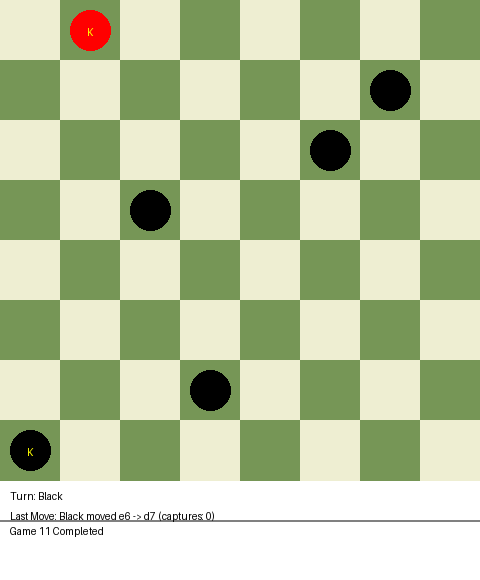 K
K
Turn: Black
Last Move: Black moved e6 -> d7 (captures: 0)
Game 11 Completed